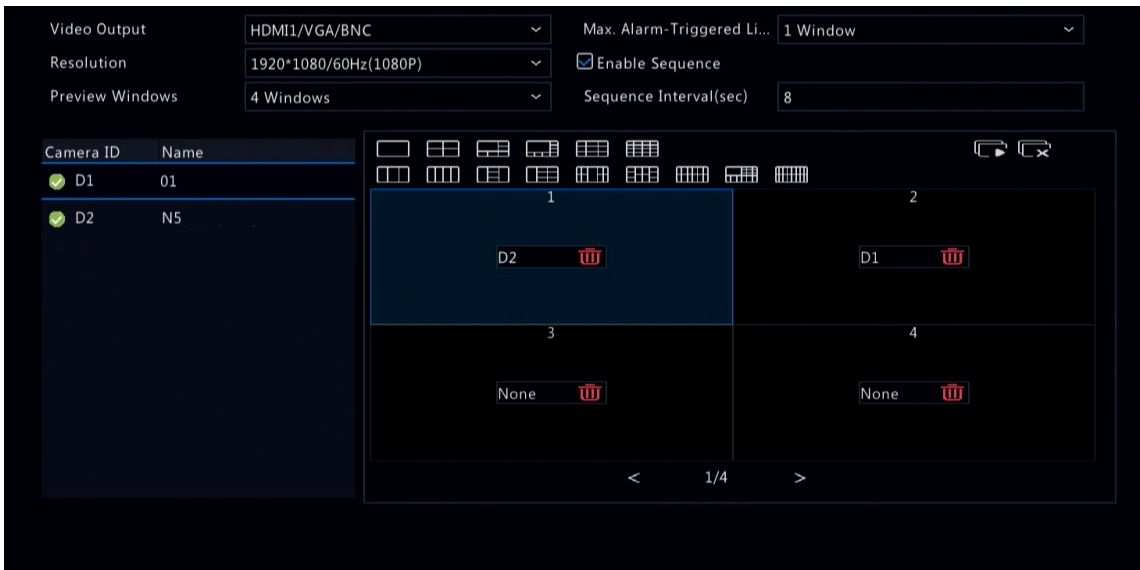 Video Output HDMI1/VGA/BNC Max. Alarm-Triggered Li... 1 Window
Resolution 1920*1080/60Hz(1080P) Enable Sequence
Preview Windows 4 Windows Sequence Interval(sec) 8
Camera ID Name
D1 01
D2 N5
1 2
D2 D1
3 4
None None
< 1/4 >